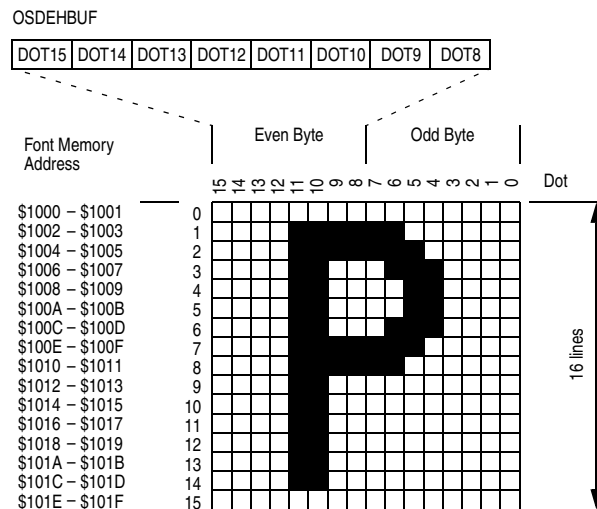 OSDEHBUF
DOT15 DOT14 DOT13 DOT12 DOT11 DOT10 DOT9 DOT8
Even Byte Odd Byte
Font Memory
Address
15 14 13 12 11 10 9 8 7 6 5 4 3 2 1 0 Dot
$1000 – $1001 0
$1002 – $1003 1
$1004 – $1005 2
$1006 – $1007 3
$1008 – $1009 4
$100A – $100B 5
$100C – $100D 6
$100E – $100F 7
$1010 – $1011 8
$1012 – $1013 9
$1014 – $1015 10
$1016 – $1017 11
$1018 – $1019 12
$101A – $101B 13
$101C – $101D 14
$101E – $101F 15
16 lines